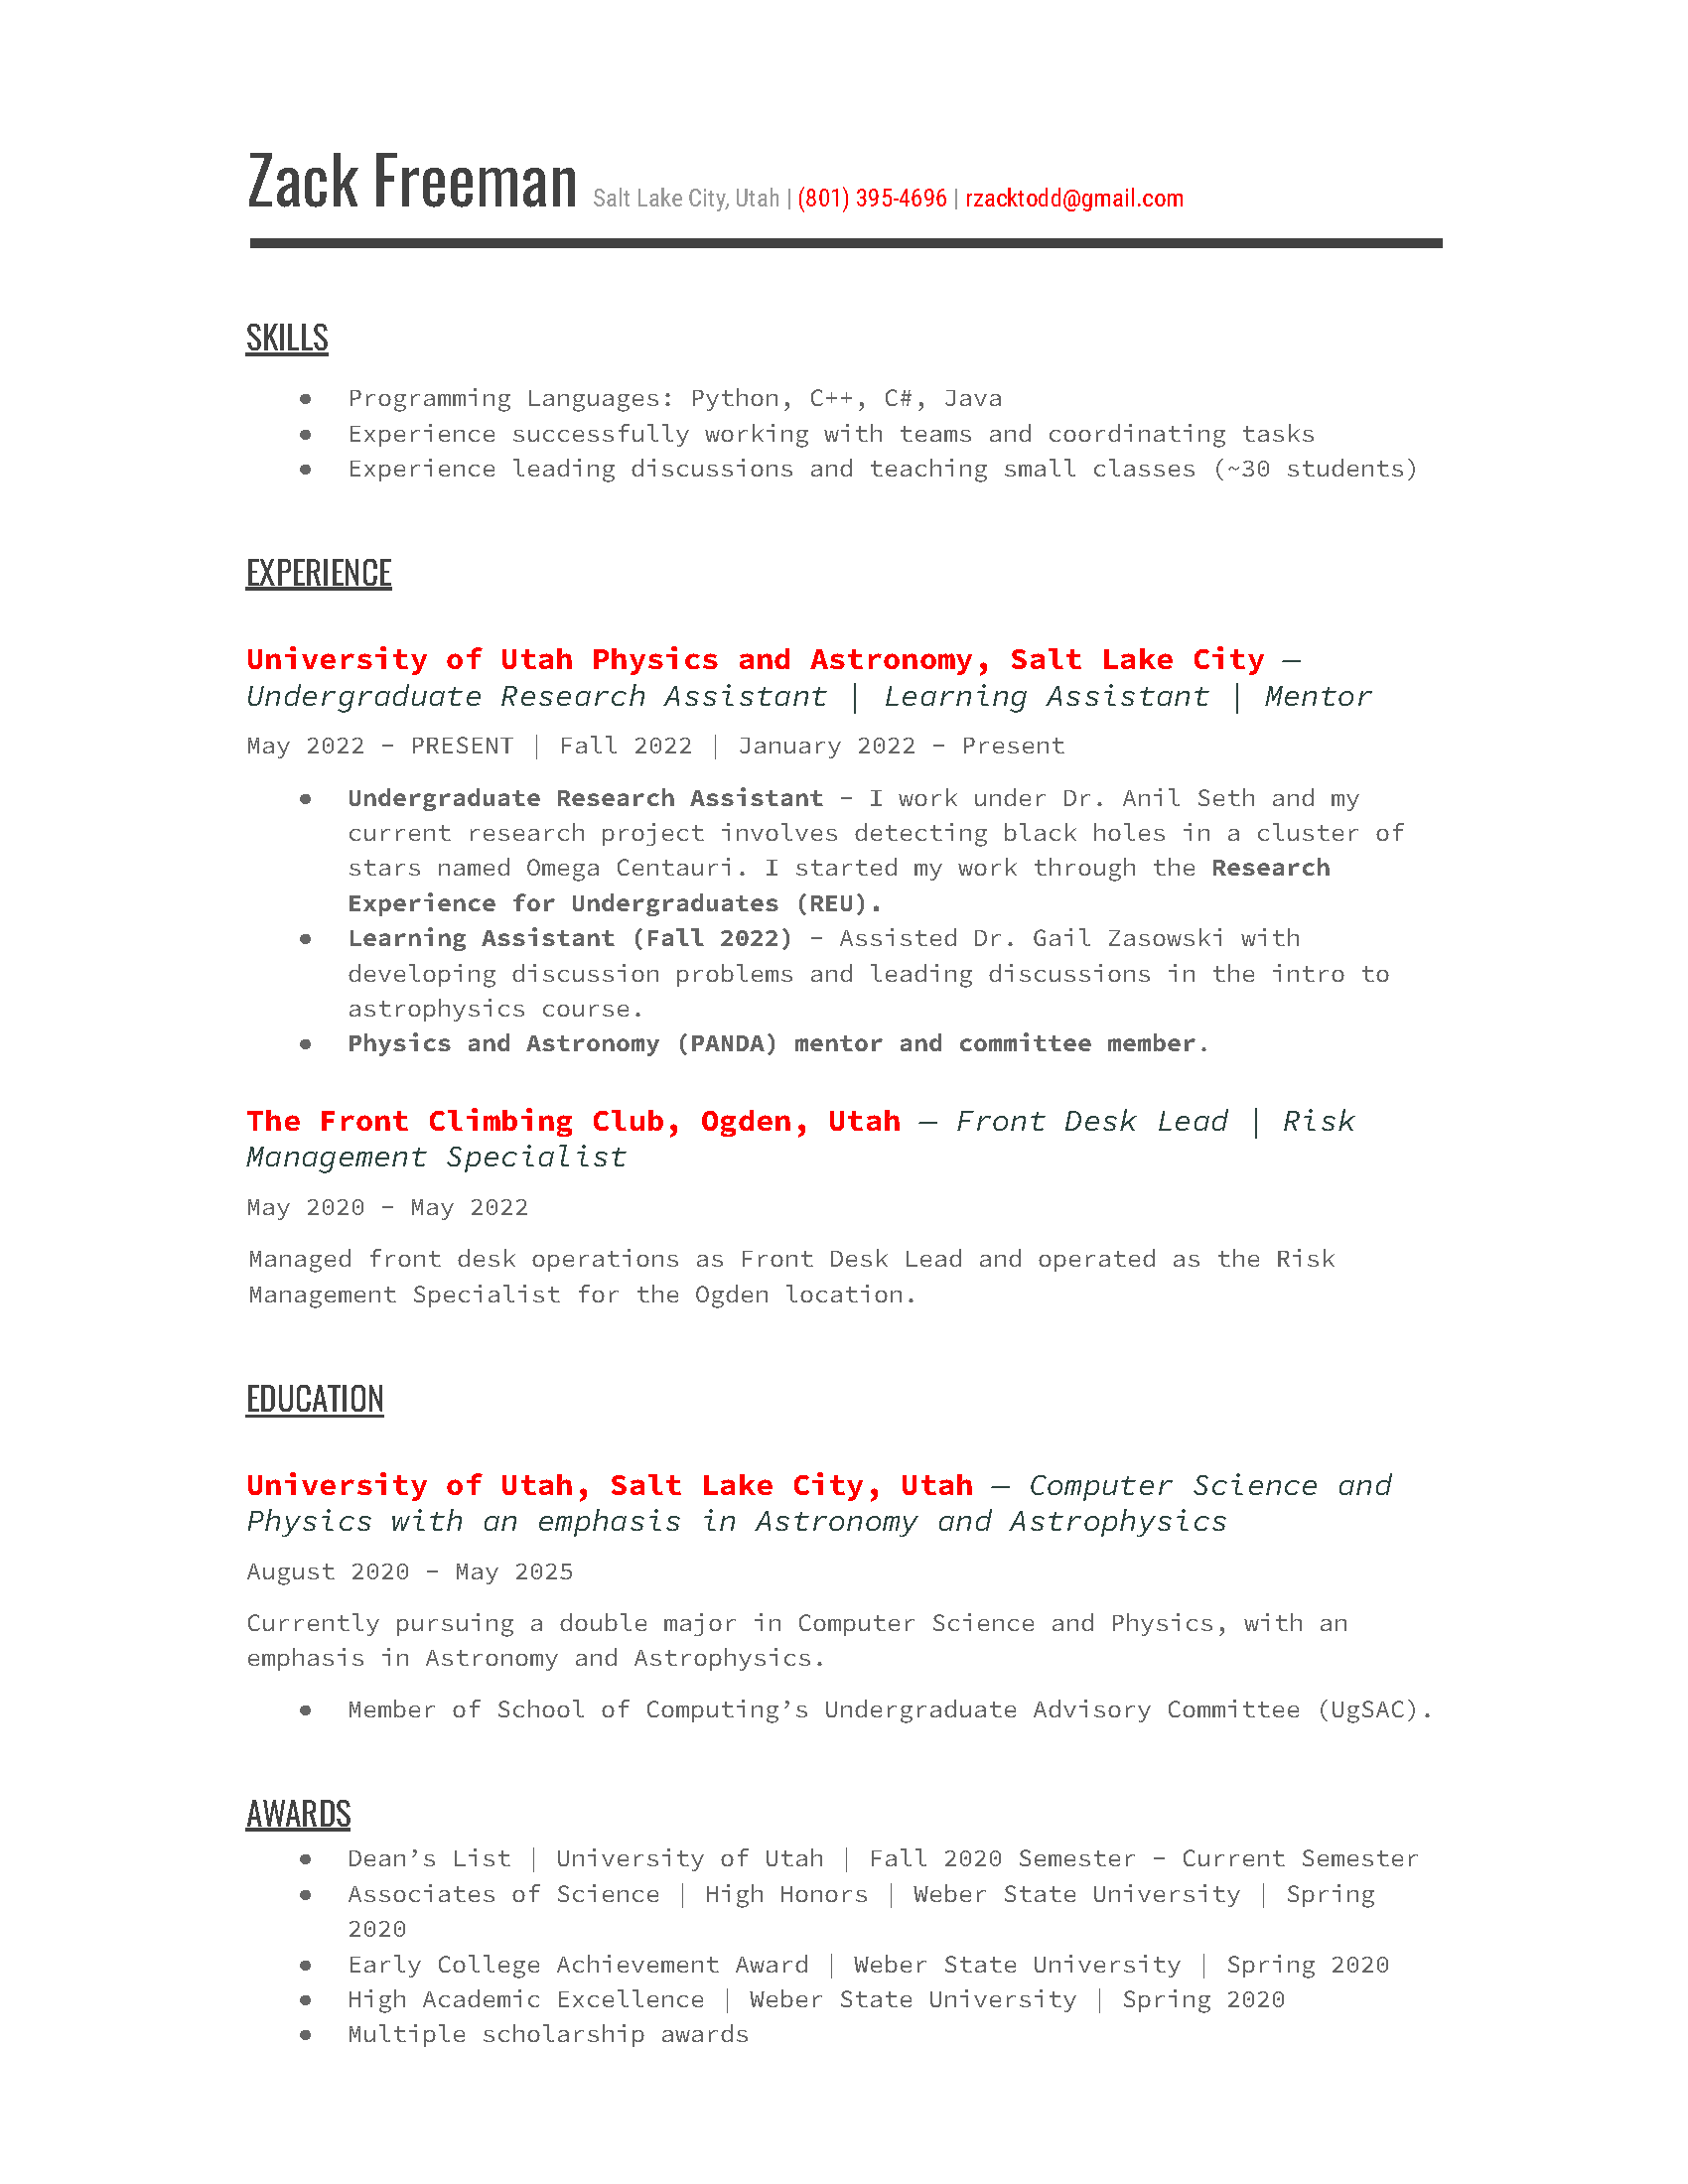 Zack Freeman Salt Lake City, Utah | (801) 395-4696 | rzacktodd@gmail.com
SKILLS
● Programming Languages: Python, C++, C#, Java
● Experience successfully working with teams and coordinating tasks
● Experience leading discussions and teaching small classes (~30 students)
EXPERIENCE
University of Utah Physics and Astronomy, Salt Lake City —
Undergraduate Research Assistant | Learning Assistant | Mentor
May 2022 - PRESENT | Fall 2022 | January 2022 - Present
● Undergraduate Research Assistant - I work under Dr. Anil Seth and my
current research project involves detecting black holes in a cluster of
stars named Omega Centauri. I started my work through the Research
Experience for Undergraduates (REU).
● Learning Assistant (Fall 2022) - Assisted Dr. Gail Zasowski with
developing discussion problems and leading discussions in the intro to
astrophysics course.
● Physics and Astronomy (PANDA) mentor and committee member.
The Front Climbing Club, Ogden, Utah — Front Desk Lead | Risk
Management Specialist
May 2020 - May 2022
Managed front desk operations as Front Desk Lead and operated as the Risk
Management Specialist for the Ogden location.
EDUCATION
University of Utah, Salt Lake City, Utah — Computer Science and
Physics with an emphasis in Astronomy and Astrophysics
August 2020 - May 2025
Currently pursuing a double major in Computer Science and Physics, with an
emphasis in Astronomy and Astrophysics.
● Member of School of Computing’s Undergraduate Advisory Committee (UgSAC).
AWARDS
● Dean’s List | University of Utah | Fall 2020 Semester - Current Semester
● Associates of Science | High Honors | Weber State University | Spring
2020
● Early College Achievement Award | Weber State University | Spring 2020
● High Academic Excellence | Weber State University | Spring 2020
● Multiple scholarship awards